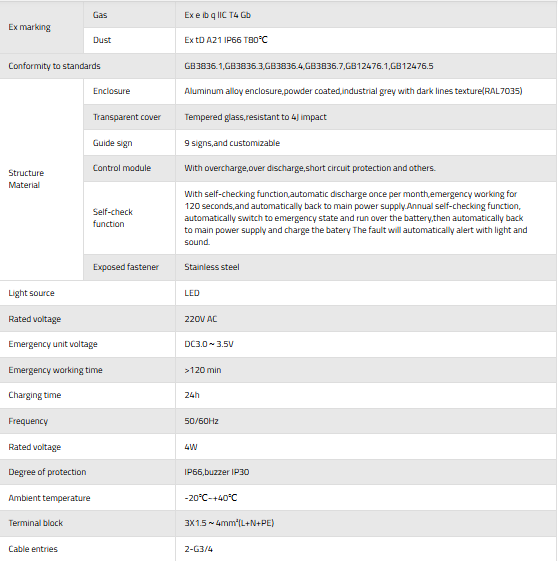 Ex marking
Gas
Ex e ib q IIC T4 Gb
Dust
Ex tD A21 IP66 T80℃
Conformity to standards
GB3836.1,GB3836.3,GB3836.4,GB3836.7,GB12476.1,GB12476.5
Structure
Material
Enclosure
Aluminum alloy enclosure,powder coated,industrial grey with dark lines texture(RAL7035)
Transparent cover
Tempered glass,resistant to 4J impact
Guide sign
9 signs,and customizable
Control module
With overcharge,over discharge,short circuit protection and others.
Self-check
function
With self-checking function,automatic discharge once per month,emergency working for
120 seconds,and automatically back to main power supply.Annual self-checking function,
automatically switch to emergency state and run over the battery,then automatically back
to main power supply and charge the batery The fault will automatically alert with light and
sound.
Exposed fastener
Stainless steel
Light source
LED
Rated voltage
220V AC
Emergency unit voltage
DC3.0～3.5V
Emergency working time
>120 min
Charging time
24h
Frequency
50/60Hz
Rated voltage
4W
Degree of protection
IP66,buzzer IP30
Ambient temperature
-20℃~+40℃
Terminal block
3X1.5～4mm²(L+N+PE)
Cable entries
2-G3/4